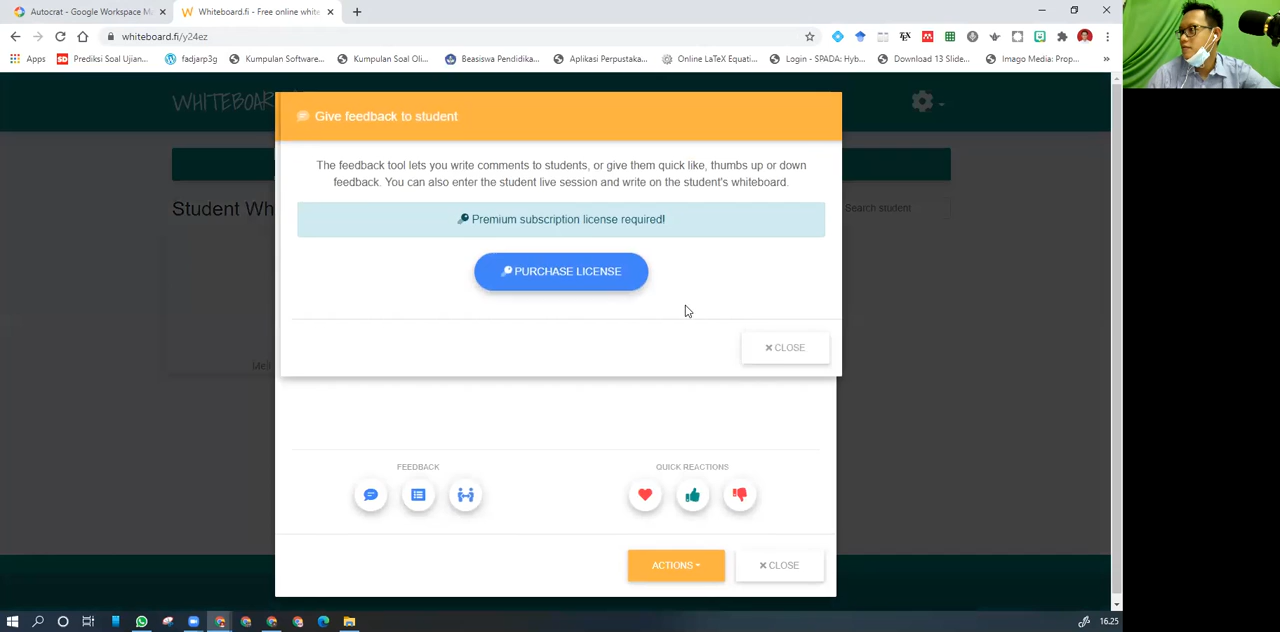 Autocrat - Google Workspace M
Whiteboard.fi - Free online white
whiteboard.fi/y24ez
Apps
Prediksi Soal Ujian...
fadjarp3g
Kumpulan Software...
Kumpulan Soal Oli...
Beasiswa Pendidika...
Aplikasi Perpustaka...
Online LaTeX Equati...
Login - SPADA: Hyb...
Download 13 Slide...
Imago Media: Prop...
WHITEBOAR
Give feedback to student
The feedback tool lets you write comments to students, or give them quick like, thumbs up or down
feedback. You can also enter the student live session and write on the student's whiteboard.
Student Wh
Search student
Premium subscription license required!
PURCHASE LICENSE
CLOSE
Mell
FEEDBACK
QUICK REACTIONS
ACTIONS
CLOSE
16.25